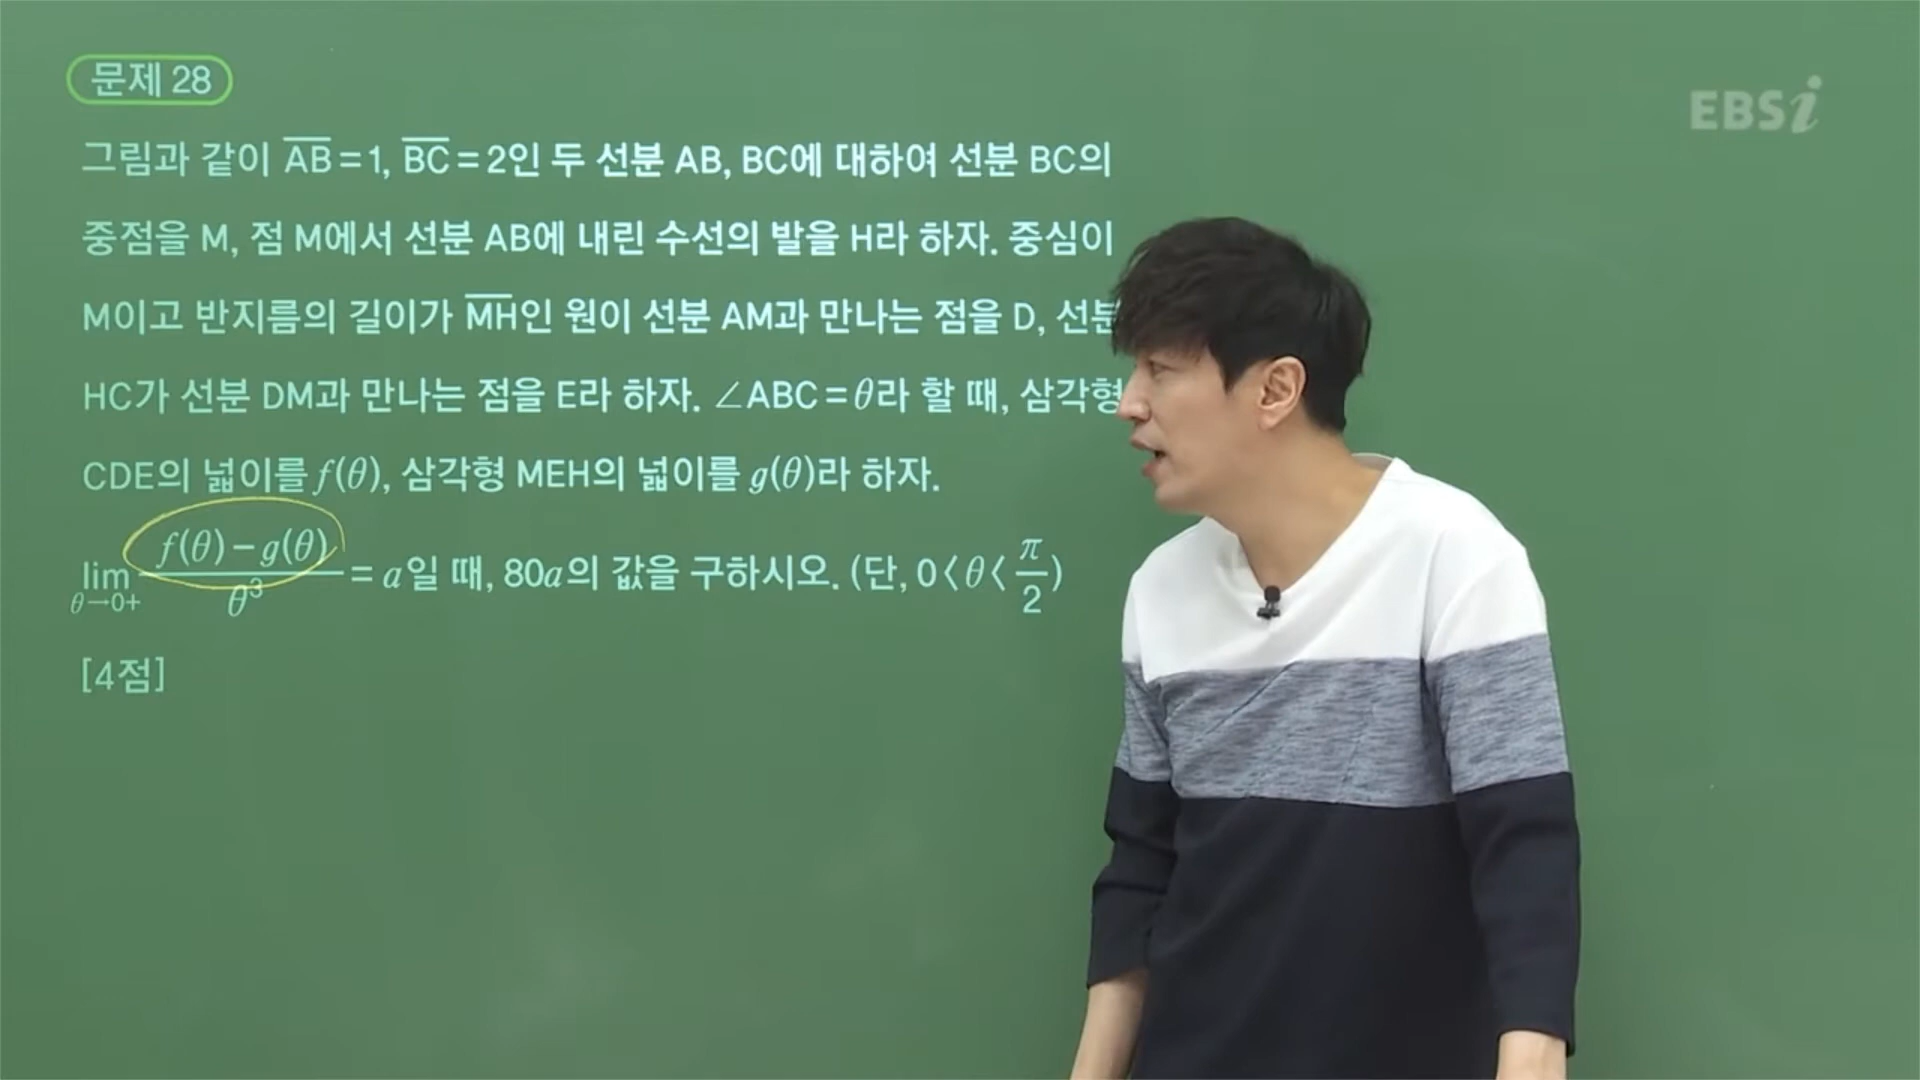 문제 28
EBSi
그림과 같이 AB=1, BC=2인 두 선분 AB, BC에 대하여 선분 BC의
중점을 M, 점 M에서 선분 AB에 내린 수선의 발을 H라 하자. 중심이
M이고 반지름의 길이가 MH인 원이 선분 AM과 만나는 점을 D, 선분
HC가 선분 DM과 만나는 점을 E라 하자. ∠ABC=θ라 할 때, 삼각형
CDE의 넓이를 f(θ), 삼각형 MEH의 넓이를 g(θ)라 하자.
lim θ→0+ (f(θ)−g(θ))/θ³ = a일 때, 80a의 값을 구하시오. (단, 0<θ<π/2)
[4점]